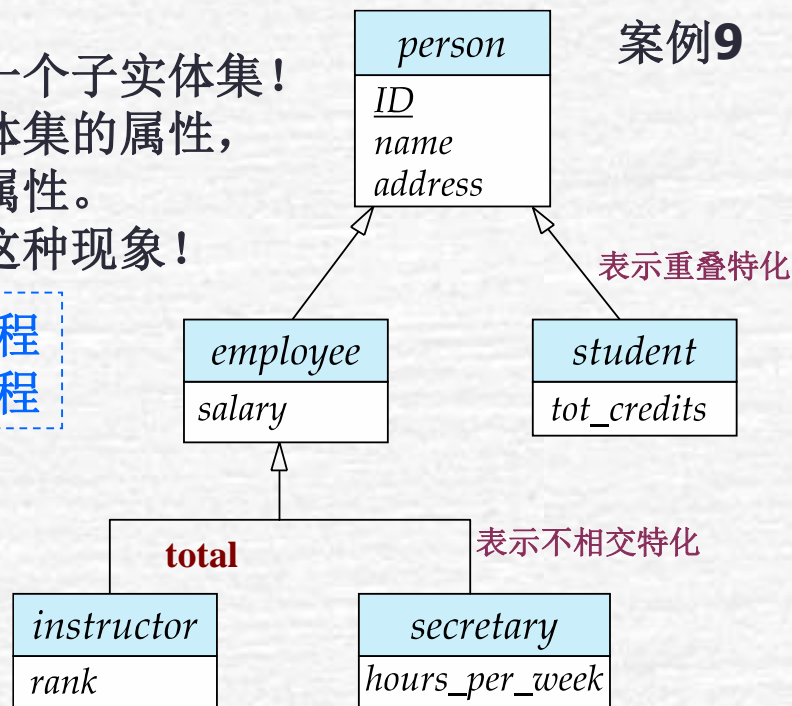 案例9
一个子实体集！
体集的属性，
属性。
这种现象！
程
程
person
ID
name
address
表示重叠特化
employee
salary
student
tot_credits
total
表示不相交特化
instructor
rank
secretary
hours_per_week